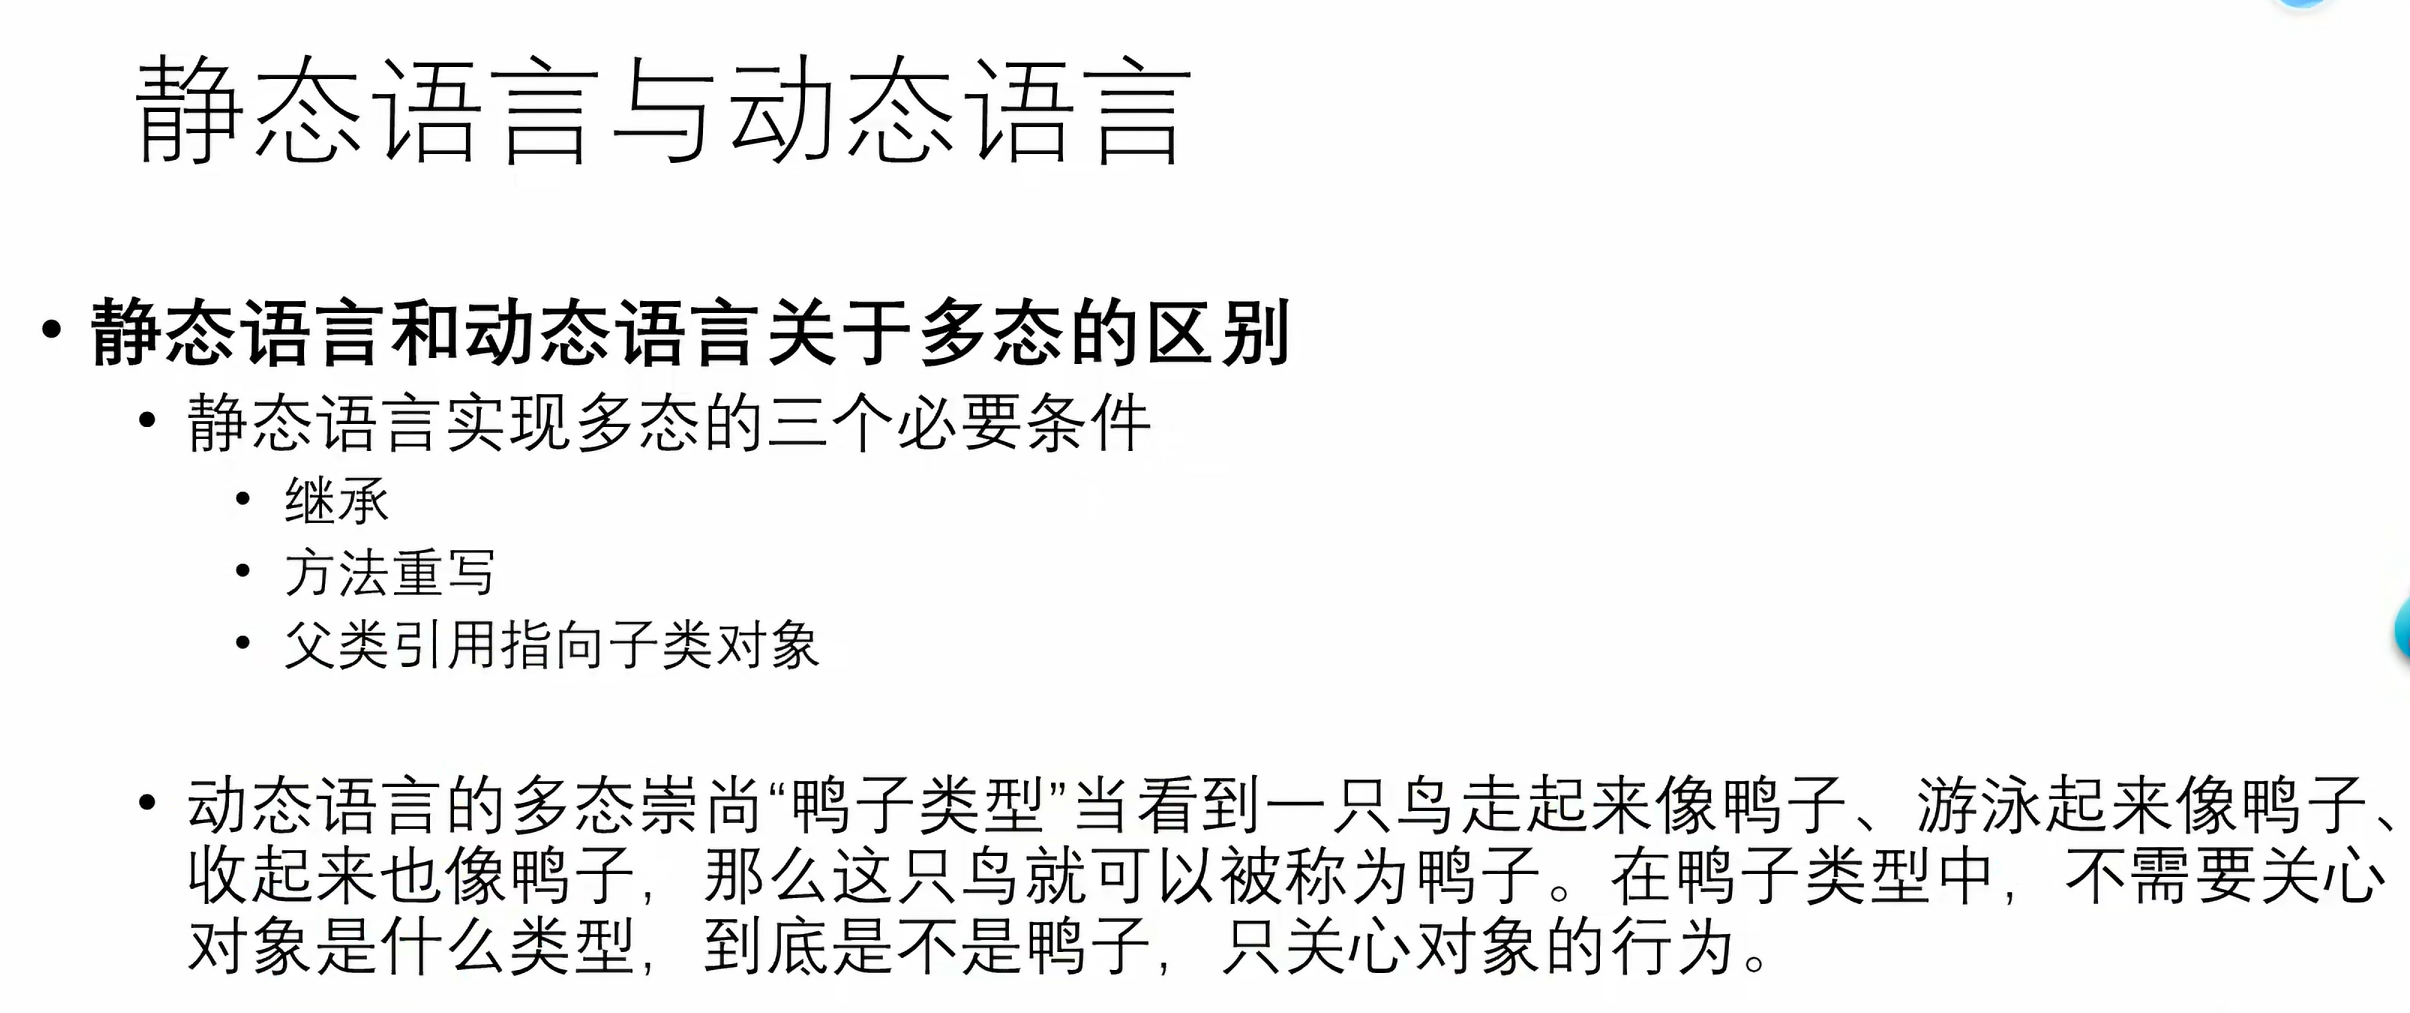 静态语言与动态语言
• 静态语言和动态语言关于多态的区别
• 静态语言实现多态的三个必要条件
• 继承
• 方法重写
• 父类引用指向子类对象
• 动态语言的多态崇尚“鸭子类型”当看到一只鸟走起来像鸭子、游泳起来像鸭子、
收起来也像鸭子，那么这只鸟就可以被称为鸭子。在鸭子类型中，不需要关心
对象是什么类型，到底是不是鸭子，只关心对象的行为。